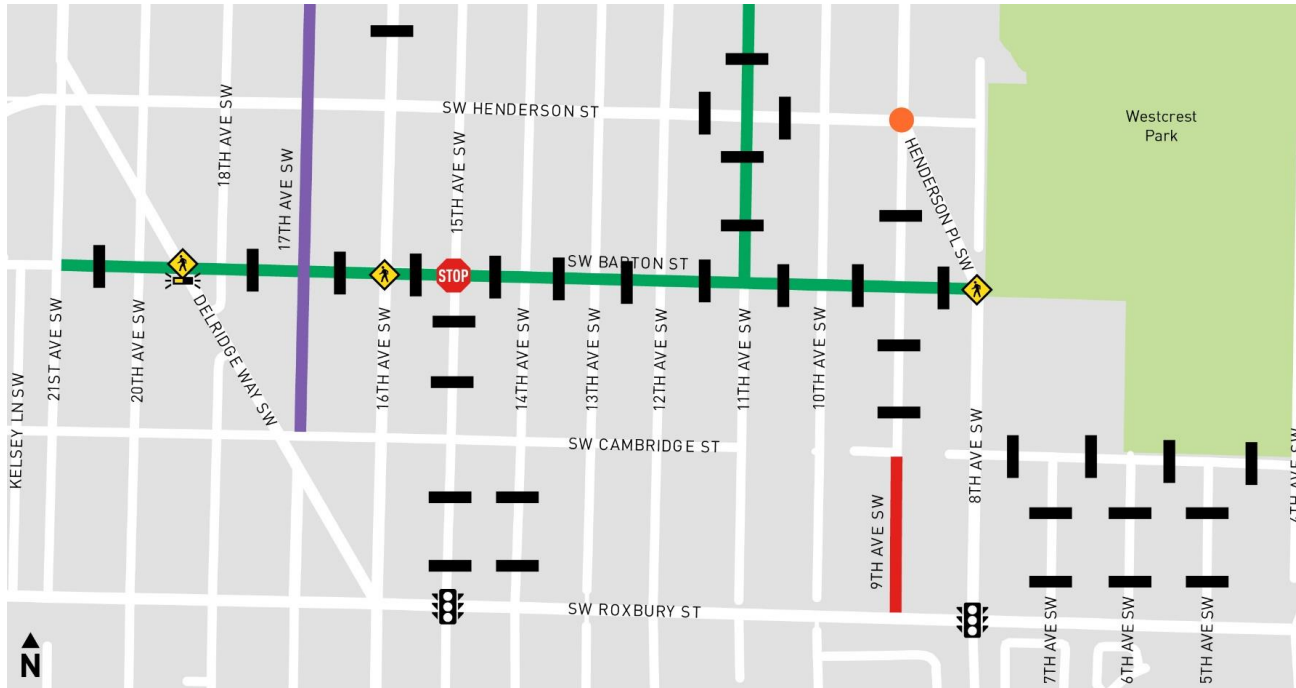 SW HENDERSON ST
Westcrest
Park
18TH AVE SW
17TH AVE SW
15TH AVE SW
HENDERSON PL SW
SW BARTON ST
STOP
KELSEY LN SW
21ST AVE SW
20TH AVE SW
DELRIDGE WAY SW
16TH AVE SW
14TH AVE SW
13TH AVE SW
12TH AVE SW
11TH AVE SW
10TH AVE SW
SW CAMBRIDGE ST
8TH AVE SW
9TH AVE SW
SW ROXBURY ST
7TH AVE SW
6TH AVE SW
5TH AVE SW
N